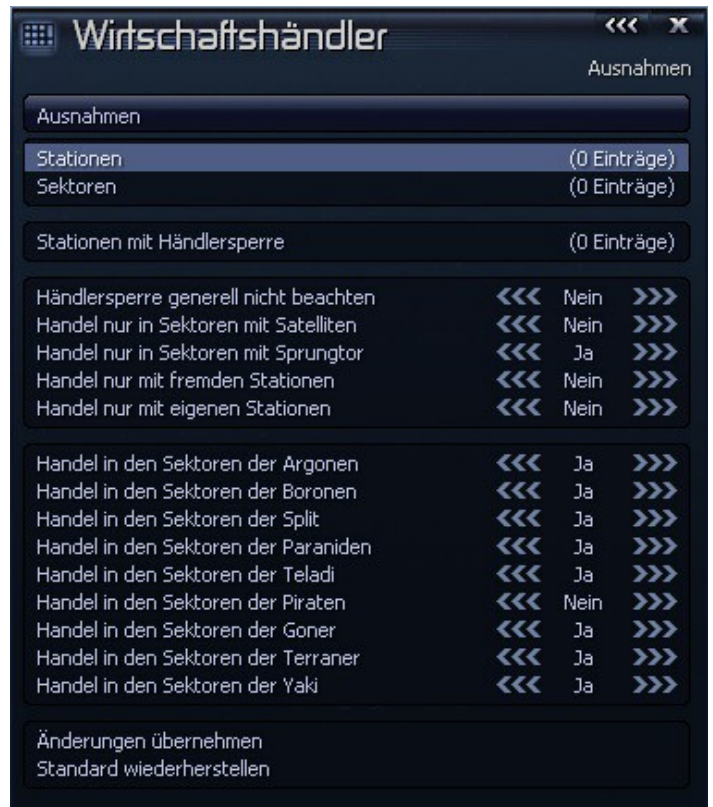 Wirtschaftshändler
Ausnahmen
Ausnahmen
Stationen (0 Einträge)
Sektoren (0 Einträge)
Stationen mit Händlersperre (0 Einträge)
Händlersperre generell nicht beachten <<< Nein >>>
Handel nur in Sektoren mit Satelliten <<< Nein >>>
Handel nur in Sektoren mit Sprungtor <<< Ja >>>
Handel nur mit fremden Stationen <<< Nein >>>
Handel nur mit eigenen Stationen <<< Nein >>>
Handel in den Sektoren der Argonen <<< Ja >>>
Handel in den Sektoren der Boronen <<< Ja >>>
Handel in den Sektoren der Split <<< Ja >>>
Handel in den Sektoren der Paraniden <<< Ja >>>
Handel in den Sektoren der Teladi <<< Ja >>>
Handel in den Sektoren der Piraten <<< Nein >>>
Handel in den Sektoren der Goner <<< Ja >>>
Handel in den Sektoren der Terraner <<< Ja >>>
Handel in den Sektoren der Yaki <<< Ja >>>
Änderungen übernehmen
Standard wiederherstellen